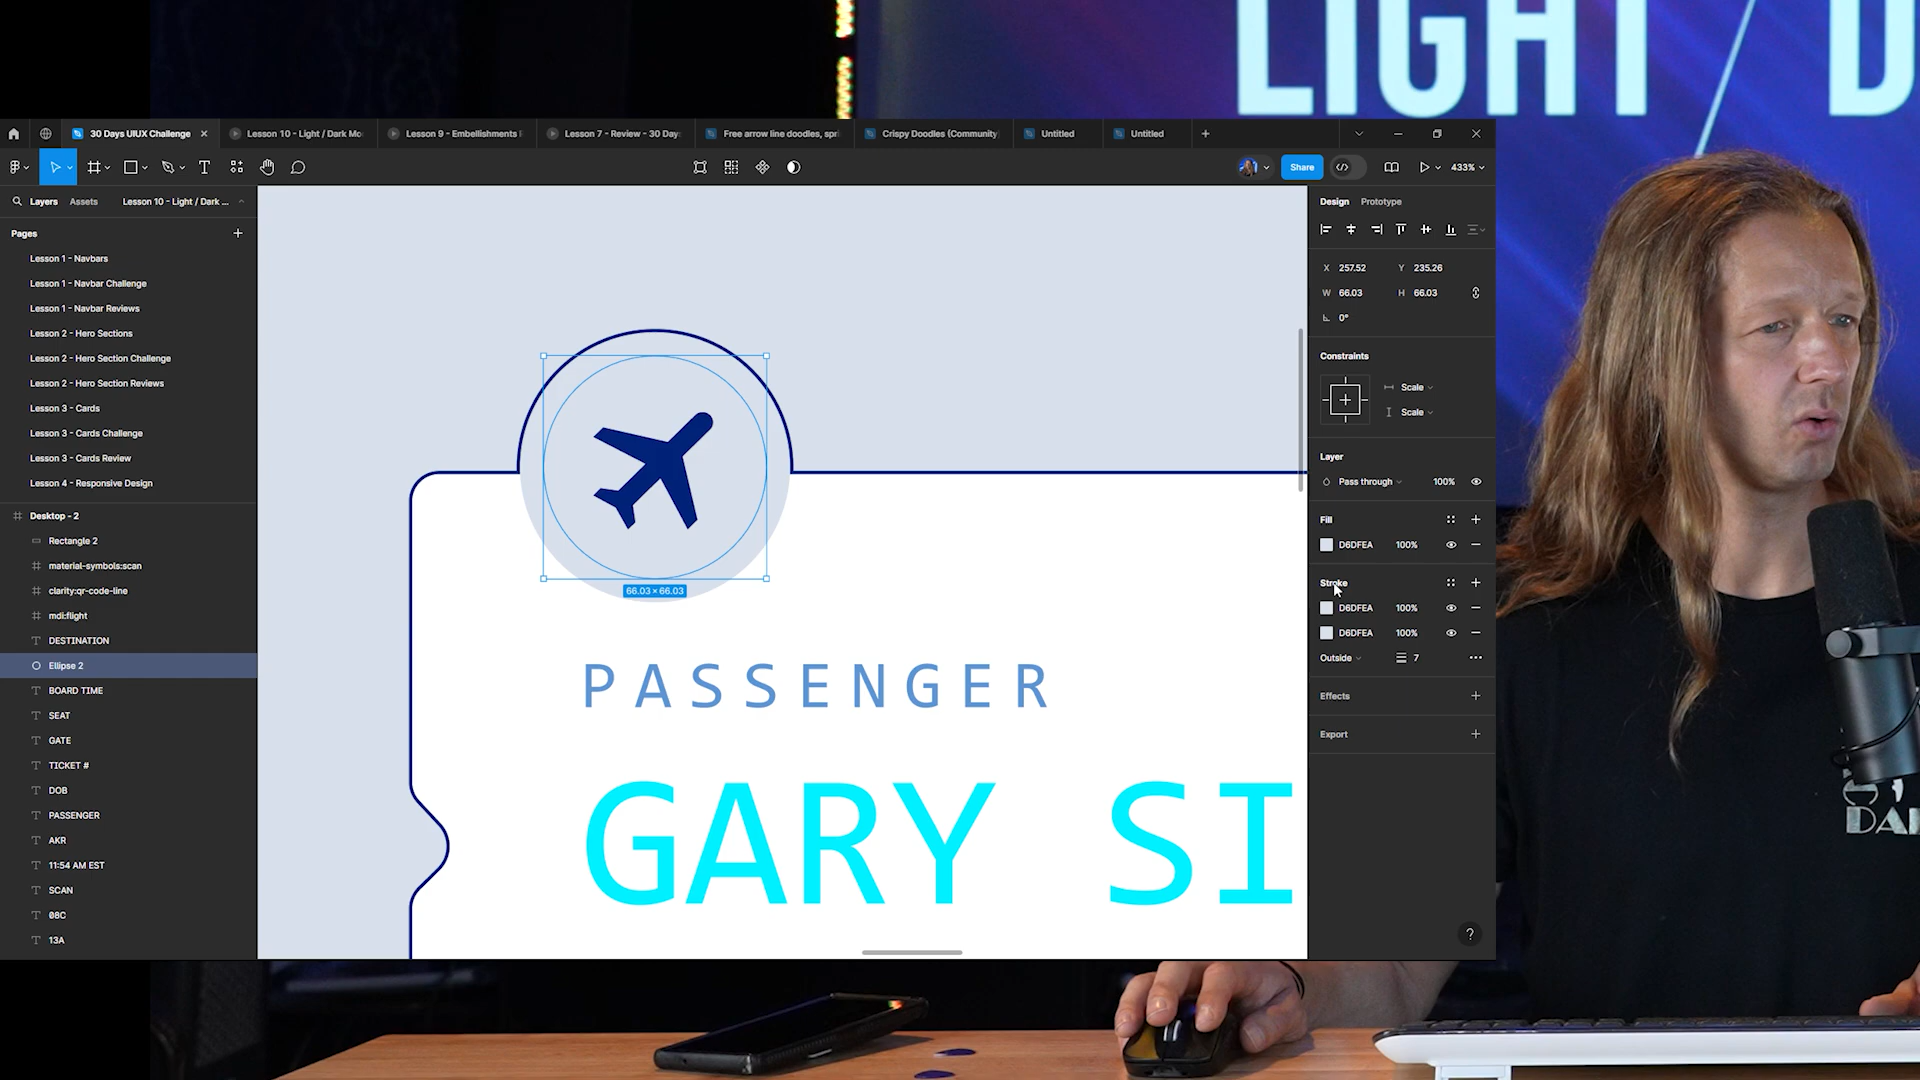 LIGHT / D
30 Days UIUX Challenge
Lesson 10 - Light / Dark Mo
Lesson 9 - Embellishments
Lesson 7 - Review - 30 Day
Free arrow line doodles, spri
Crispy Doodles (Community
Untitled
Untitled
Share
433%
Layers
Assets
Lesson 10 - Light / Dark ...
Pages
Lesson 1 - Navbars
Lesson 1 - Navbar Challenge
Lesson 1 - Navbar Reviews
Lesson 2 - Hero Sections
Lesson 2 - Hero Section Challenge
Lesson 2 - Hero Section Reviews
Lesson 3 - Cards
Lesson 3 - Cards Challenge
Lesson 3 - Cards Review
Lesson 4 - Responsive Design
Desktop - 2
Rectangle 2
material-symbols:scan
clarity:qr-code-line
mdi:flight
DESTINATION
Ellipse 2
BOARD TIME
SEAT
GATE
TICKET #
DOB
PASSENGER
AKR
11:54 AM EST
SCAN
08C
13A
66.03 × 66.03
PASSENGER
GARY SI
Design
Prototype
X 257.52 Y 235.26
W 66.03 H 66.03
0°
Constraints
Scale
Scale
Layer
Pass through 100%
Fill
D6DFEA 100%
Stroke
D6DFEA 100%
D6DFEA 100%
Outside 7
Effects
Export
?
DAR